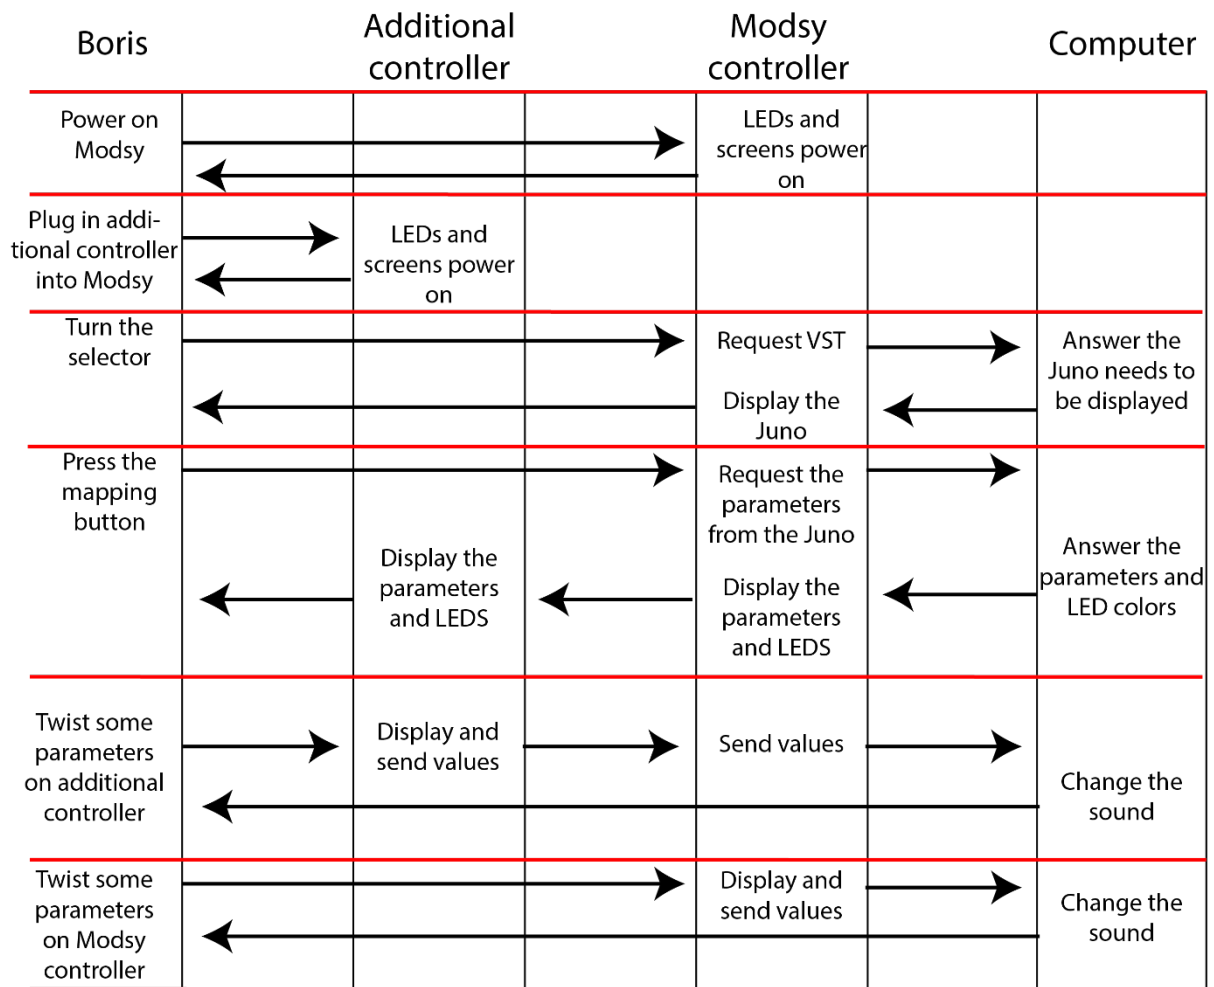 Boris
Additional
controller
Modsy
controller
Computer
Power on
Modsy
LEDs and
screens power
on
Plug in addi-
tional controller
into Modsy
LEDs and
screens power
on
Turn the
selector
Request VST
Answer the
Juno needs to
be displayed
Display the
Juno
Press the
mapping
button
Request the
parameters
from the Juno
Answer the
parameters and
LED colors
Display the
parameters
and LEDS
Display the
parameters
and LEDS
Twist some
parameters
on additional
controller
Display and
send values
Send values
Change the
sound
Twist some
parameters
on Modsy
controller
Display and
send values
Change the
sound